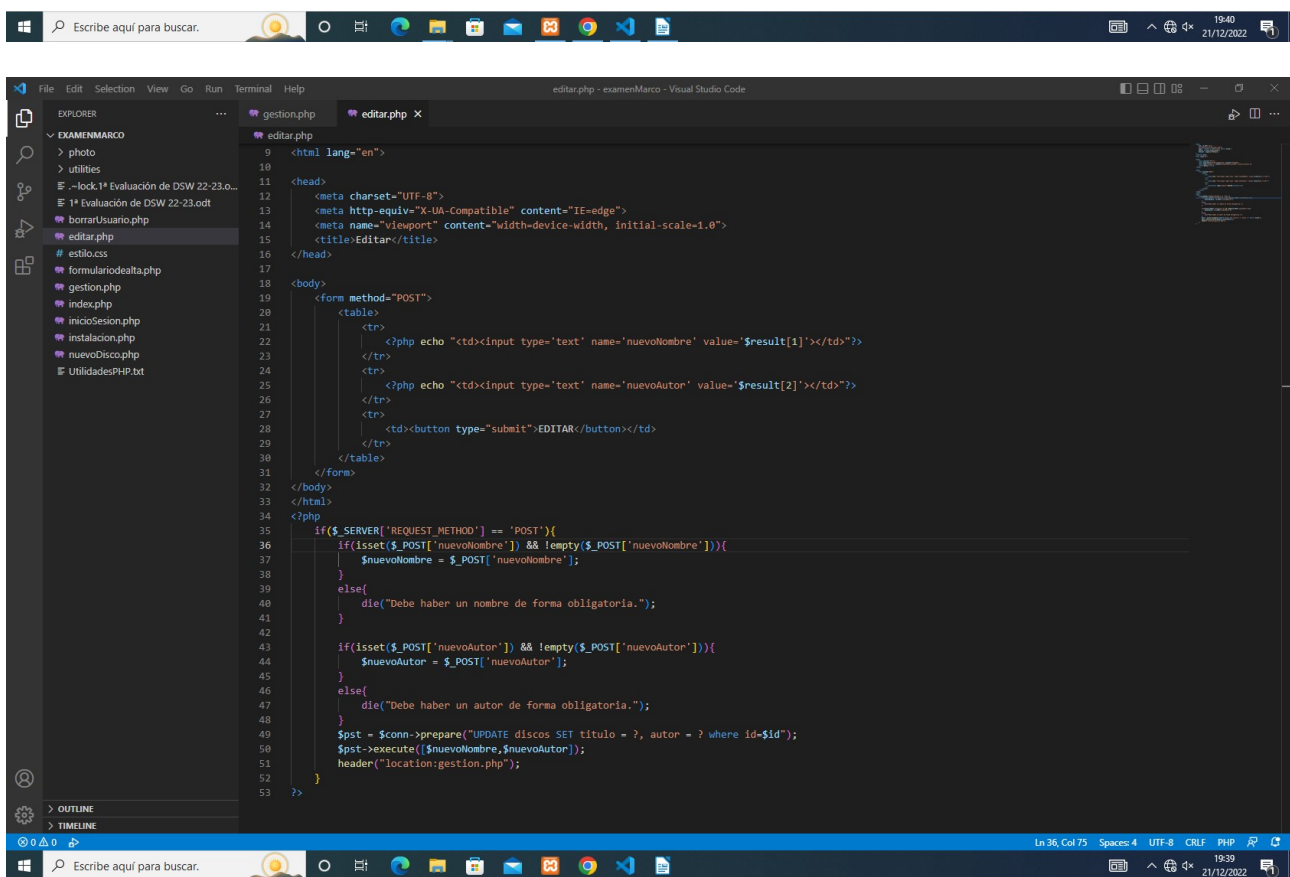 Escribe aquí para buscar.
19:40
21/12/2022
File Edit Selection View Go Run Terminal Help
editar.php - examenMarco - Visual Studio Code
EXPLORER
gestion.php
editar.php
EXAMENMARCO
photo
utilities
.~lock.1ª Evaluación de DSW 22-23.o...
1ª Evaluación de DSW 22-23.odt
borrarUsuario.php
editar.php
# estilo.css
formulariodealta.php
gestion.php
index.php
inicioSesion.php
instalacion.php
nuevoDisco.php
UtilidadesPHP.txt
OUTLINE
TIMELINE
editar.php
9 <html lang="en">
10
11 <head>
12 <meta charset="UTF-8">
13 <meta http-equiv="X-UA-Compatible" content="IE=edge">
14 <meta name="viewport" content="width=device-width, initial-scale=1.0">
15 <title>Editar</title>
16 </head>
17
18 <body>
19 <form method="POST">
20 <table>
21 <tr>
22 <?php echo "<td><input type='text' name='nuevoNombre' value='$result[1]'></td>"?>
23 </tr>
24 <tr>
25 <?php echo "<td><input type='text' name='nuevoAutor' value='$result[2]'></td>"?>
26 </tr>
27 <tr>
28 <td><button type="submit">EDITAR</button></td>
29 </tr>
30 </table>
31 </form>
32 </body>
33 </html>
34 <?php
35 if($_SERVER['REQUEST_METHOD'] == 'POST'){
36 if(isset($_POST['nuevoNombre']) && !empty($_POST['nuevoNombre'])){
37 $nuevoNombre = $_POST['nuevoNombre'];
38 }
39 else{
40 die("Debe haber un nombre de forma obligatoria.");
41 }
42
43 if(isset($_POST['nuevoAutor']) && !empty($_POST['nuevoAutor'])){
44 $nuevoAutor = $_POST['nuevoAutor'];
45 }
46 else{
47 die("Debe haber un autor de forma obligatoria.");
48 }
49 $pst = $conn->prepare("UPDATE discos SET titulo = ?, autor = ? where id=$id");
50 $pst->execute([$nuevoNombre,$nuevoAutor]);
51 header("location:gestion.php");
52 }
53 ?>
0 0
Ln 36, Col 75 Spaces: 4 UTF-8 CRLF PHP
Escribe aquí para buscar.
19:39
21/12/2022